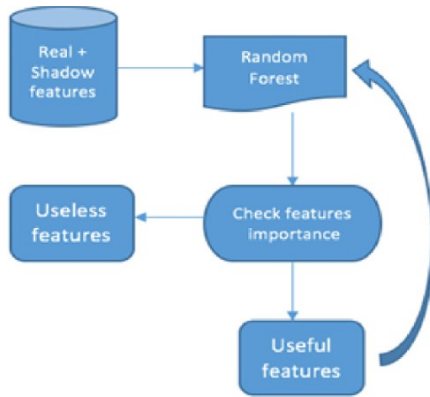 Real +
Shadow
features
Random
Forest
Useless
features
Check features
importance
Useful
features